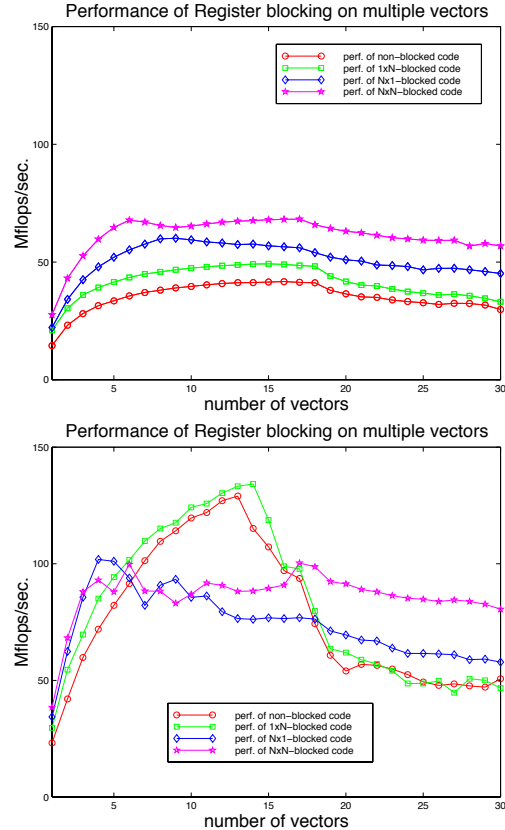 Performance of Register blocking on multiple vectors
150
perf. of non−blocked code
perf. of 1xN−blocked code
perf. of Nx1−blocked code
perf. of NxN−blocked code
100
Mflops/sec.
50
0
5 10 15 20 25 30
number of vectors
Performance of Register blocking on multiple vectors
150
100
Mflops/sec.
50
perf. of non−blocked code
perf. of 1xN−blocked code
perf. of Nx1−blocked code
perf. of NxN−blocked code
0
5 10 15 20 25 30
number of vectors